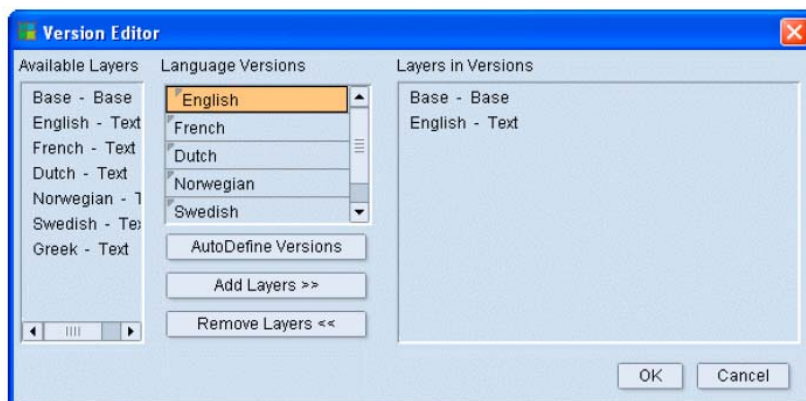 Version Editor
Available Layers
Base - Base
English - Text
French - Text
Dutch - Text
Norwegian -
Swedish -
Greek - Text
Language Versions
English
French
Dutch
Norwegian
Swedish
AutoDefine Versions
Add Layers >>
Remove Layers <<
Layers in Versions
Base - Base
English - Text
OK
Cancel